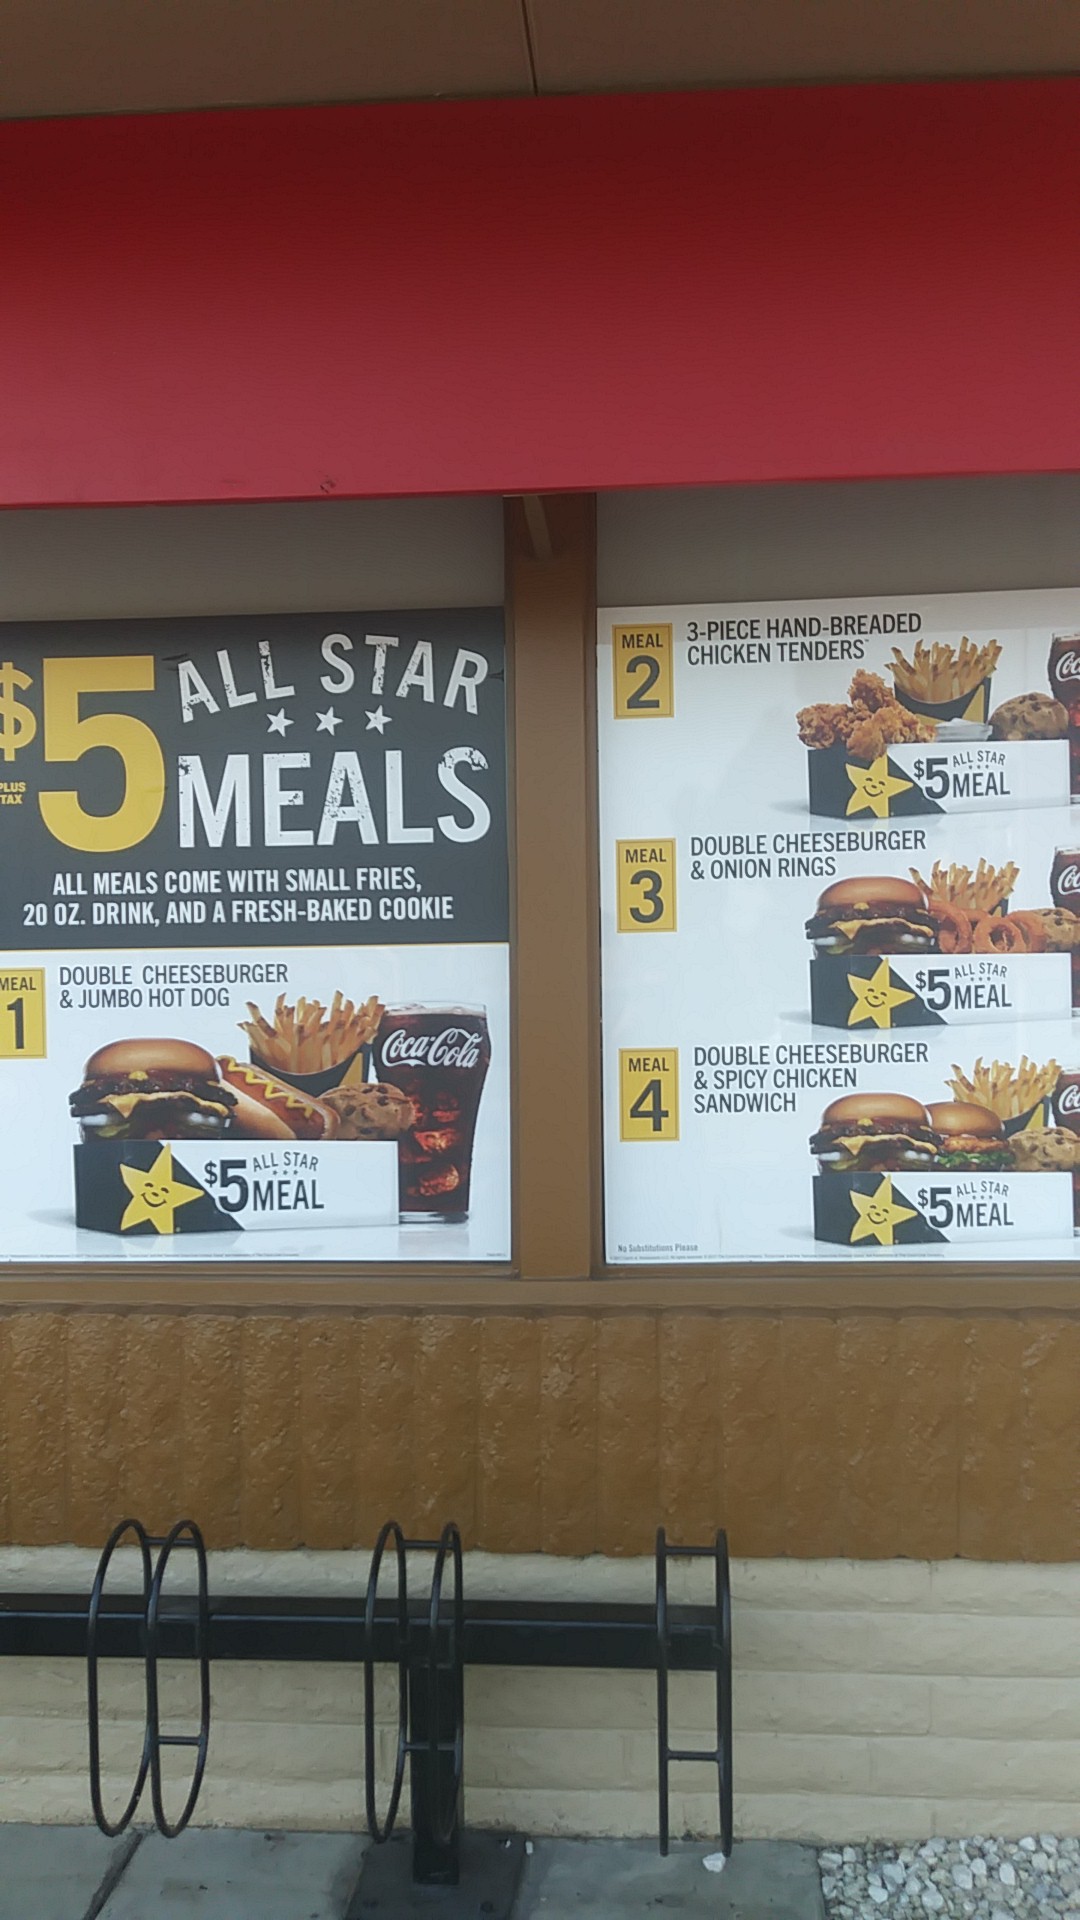 $5
PLUS
TAX
ALL STAR
MEALS
ALL MEALS COME WITH SMALL FRIES,
20 OZ. DRINK, AND A FRESH-BAKED COOKIE
MEAL
1
DOUBLE CHEESEBURGER
& JUMBO HOT DOG
Coca-Cola
$5 ALL STAR
MEAL
MEAL
2
3-PIECE HAND-BREADED
CHICKEN TENDERS
Coc
$5 ALL STAR
MEAL
MEAL
3
DOUBLE CHEESEBURGER
& ONION RINGS
Coc
$5 ALL STAR
MEAL
MEAL
4
DOUBLE CHEESEBURGER
& SPICY CHICKEN
SANDWICH
Coc
$5 ALL STAR
MEAL
No Substitutions Please